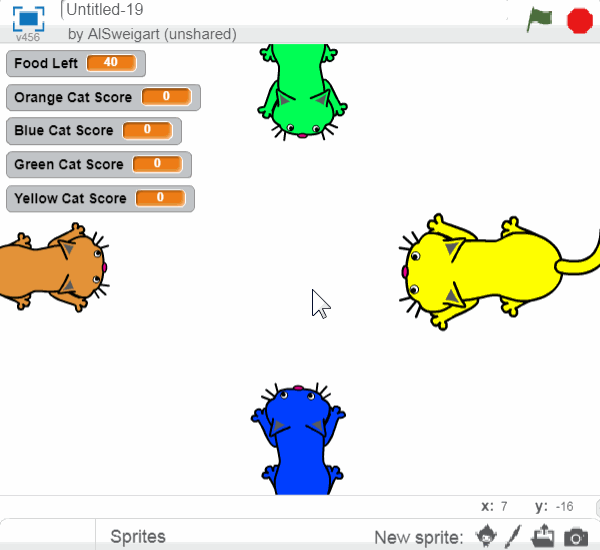 Untitled-19
v456
by AlSweigart (unshared)
Food Left 40
Orange Cat Score 0
Blue Cat Score 0
Green Cat Score 0
Yellow Cat Score 0
x: 7 y: -16
Sprites New sprite: